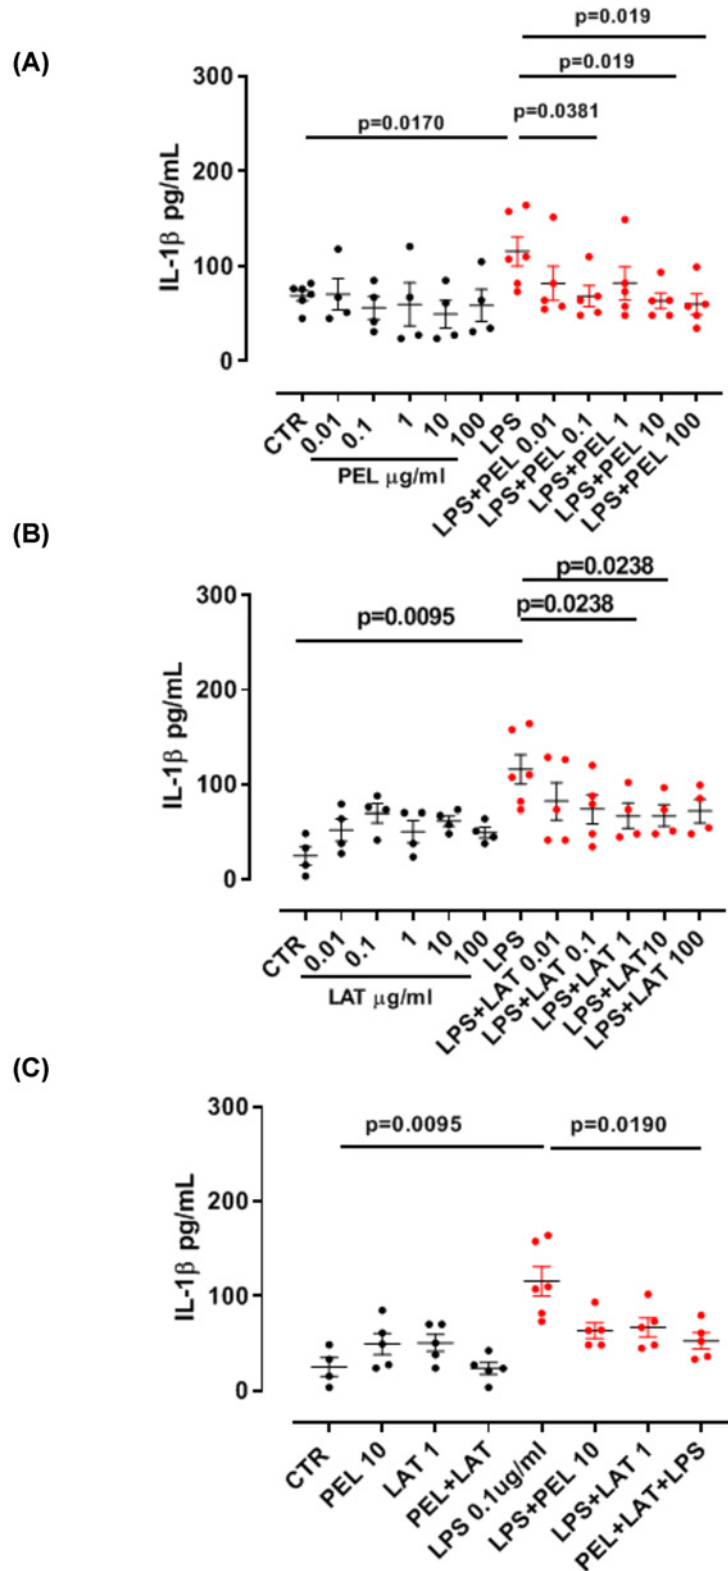 (A)
p=0.019
p=0.019
p=0.0381
p=0.0170
IL-1β pg/mL
300
200
100
0
CTR
0.01
0.1
1
10
100
LPS
LPS+PEL 0.01
LPS+PEL 0.1
LPS+PEL 1
LPS+PEL 10
LPS+PEL 100
PEL μg/ml
(B)
p=0.0238
p=0.0238
p=0.0095
IL-1β pg/mL
300
200
100
0
CTR
0.01
0.1
1
10
100
LPS
LPS+LAT 0.01
LPS+LAT 0.1
LPS+LAT 1
LPS+LAT10
LPS+LAT 100
LAT μg/ml
(C)
p=0.0095
p=0.0190
IL-1β pg/mL
300
200
100
0
CTR
PEL 10
LAT 1
PEL+LAT
LPS 0.1ug/ml
LPS+PEL 10
LPS+LAT 1
PEL+LAT+LPS